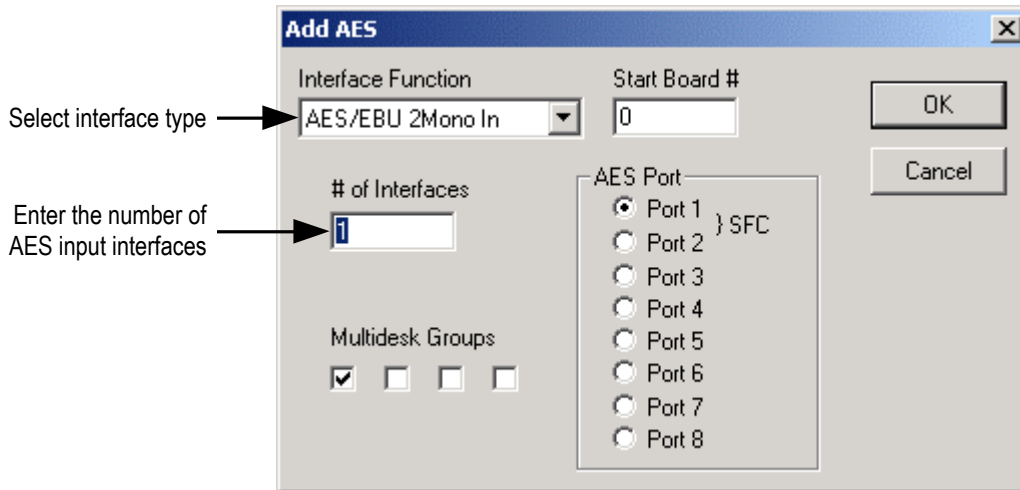 Add AES
Interface Function
Start Board #
Select interface type
AES/EBU 2Mono In
0
OK
Cancel
# of Interfaces
AES Port
Enter the number of
AES input interfaces
1
Port 1
} SFC
Port 2
Port 3
Port 4
Multidesk Groups
Port 5
Port 6
Port 7
Port 8